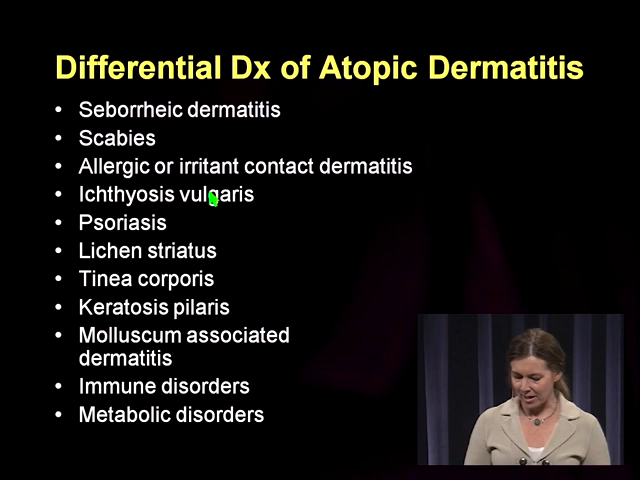 Differential Dx of Atopic Dermatitis
• Seborrheic dermatitis
• Scabies
• Allergic or irritant contact dermatitis
• Ichthyosis vulgaris
• Psoriasis
• Lichen striatus
• Tinea corporis
• Keratosis pilaris
• Molluscum associated
dermatitis
• Immune disorders
• Metabolic disorders